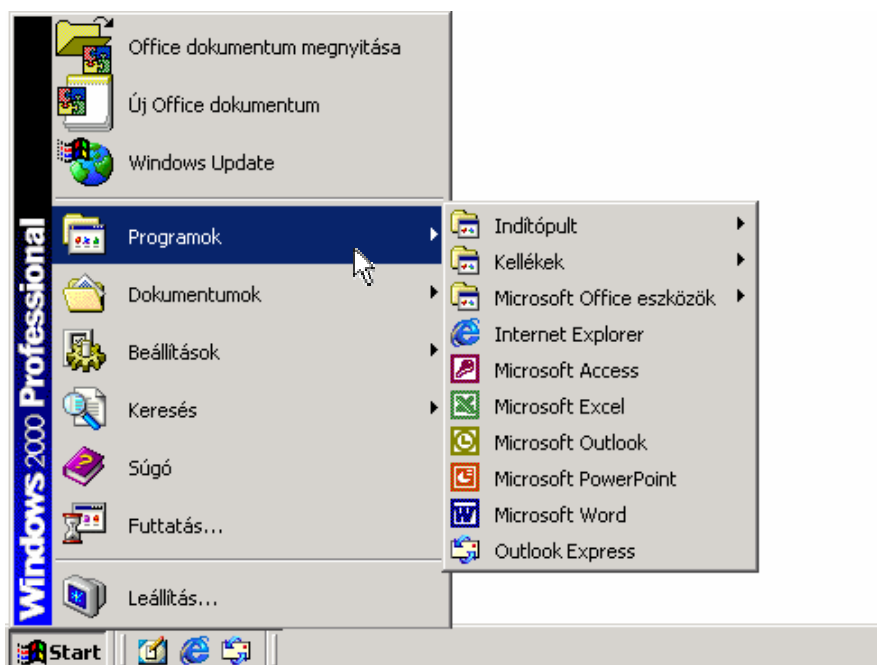 Office dokumentum megnyitása
Új Office dokumentum
Windows Update
Programok
Dokumentumok
Beállítások
Keresés
Súgó
Futtatás...
Leállítás...
Windows 2000 Professional
Indítópult
Kellékek
Microsoft Office eszközök
Internet Explorer
Microsoft Access
Microsoft Excel
Microsoft Outlook
Microsoft PowerPoint
Microsoft Word
Outlook Express
Start